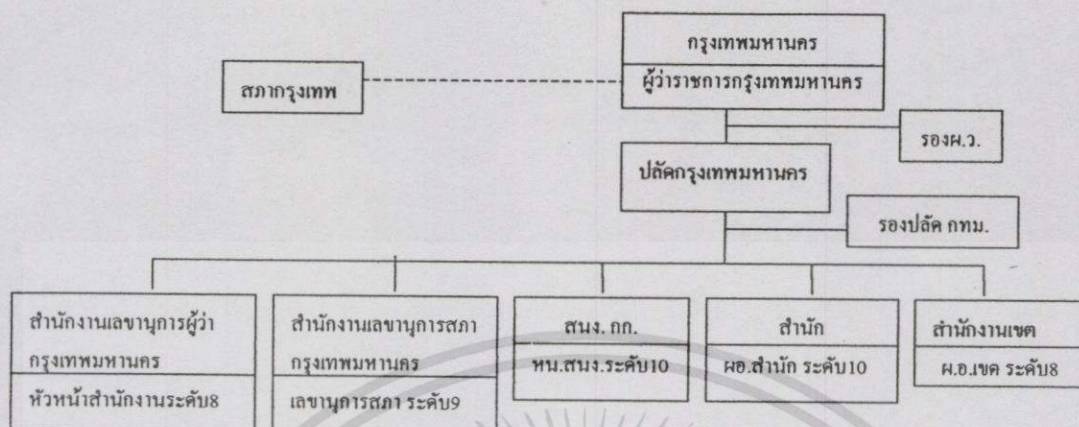 กรุงเทพมหานคร
ผู้ว่าราชการกรุงเทพมหานคร
สภากรุงเทพ
รองผ.ว.
ปลัดกรุงเทพมหานคร
รองปลัด กทม.
สำนักงานเลขานุการผู้ว่า
กรุงเทพมหานคร
หัวหน้าสำนักงานระดับ8
สำนักงานเลขานุการสภา
กรุงเทพมหานคร
เลขานุการสภา ระดับ9
สนง. กก.
หน.สนง.ระดับ10
สำนัก
ผอ.สำนัก ระดับ10
สำนักงานเขต
ผ.อ.เขต ระดับ8